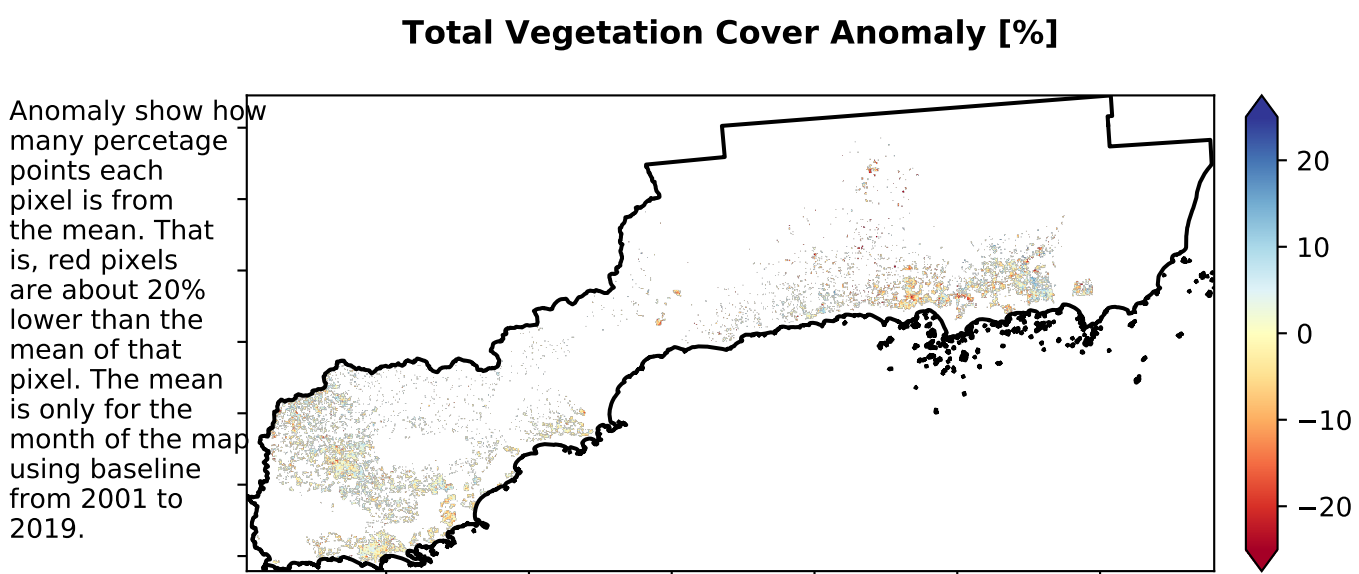 Total Vegetation Cover Anomaly [%]
Anomaly show how
many percetage
points each
pixel is from
the mean. That
is, red pixels
are about 20%
lower than the
mean of that
pixel. The mean
is only for the
month of the map
using baseline
from 2001 to
2019.
20
10
0
−10
−20